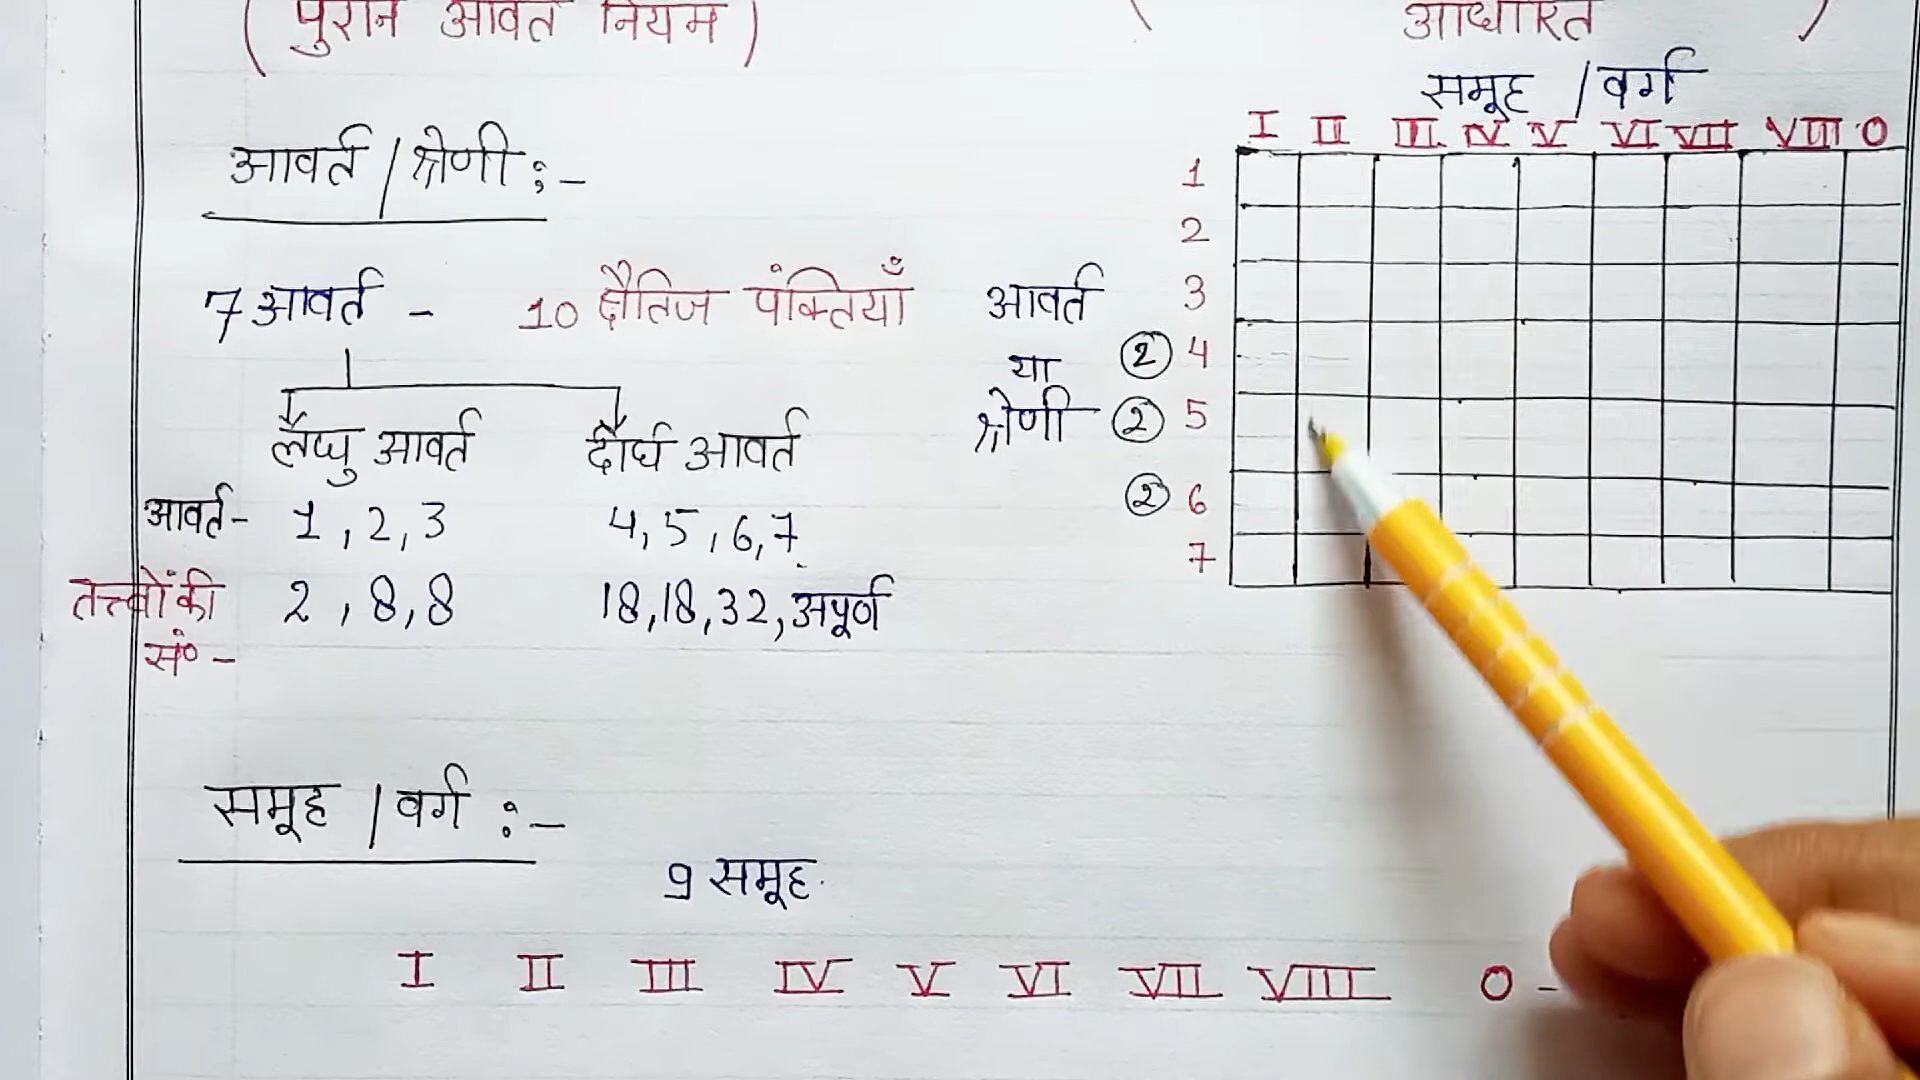 ( पुरान आवर्त नियम )
आधारित )
समूह / वर्ग
I II III IV V VI VII VIII 0
आवर्त / श्रेणी :-
1
2
7 आवर्त - 10 क्षैतिज पंक्तियाँ
आवर्त
या
श्रेणी
3
② 4
② 5
② 6
7
लघु आवर्त दीर्घ आवर्त
आवर्त- 1, 2, 3 4, 5, 6, 7
तत्त्वों की 2, 8, 8 18, 18, 32, अपूर्ण
सं० -
समूह / वर्ग :-
9 समूह
I II III IV V VI VII VIII 0 -